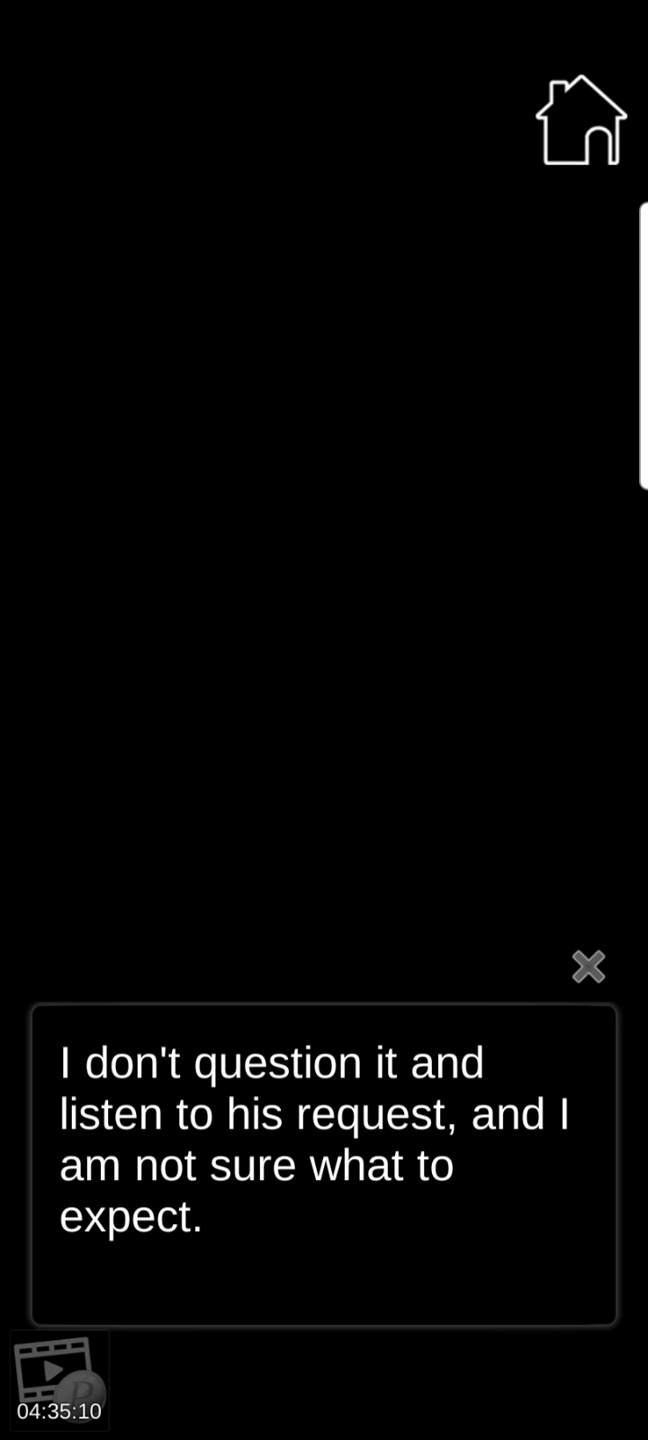 I don't question it and
listen to his request, and I
am not sure what to
expect.
P
04:35:10